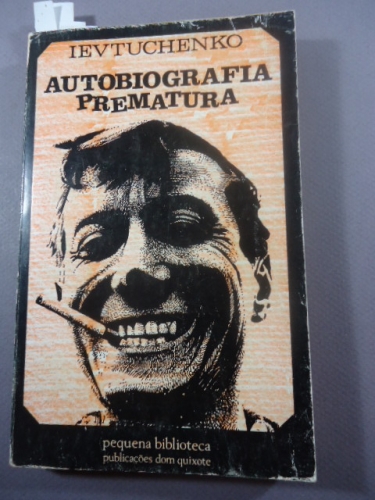 IEVTUCHENKO
AUTOBIOGRAFIA
PREMATURA
pequena biblioteca
publicações dom quixote